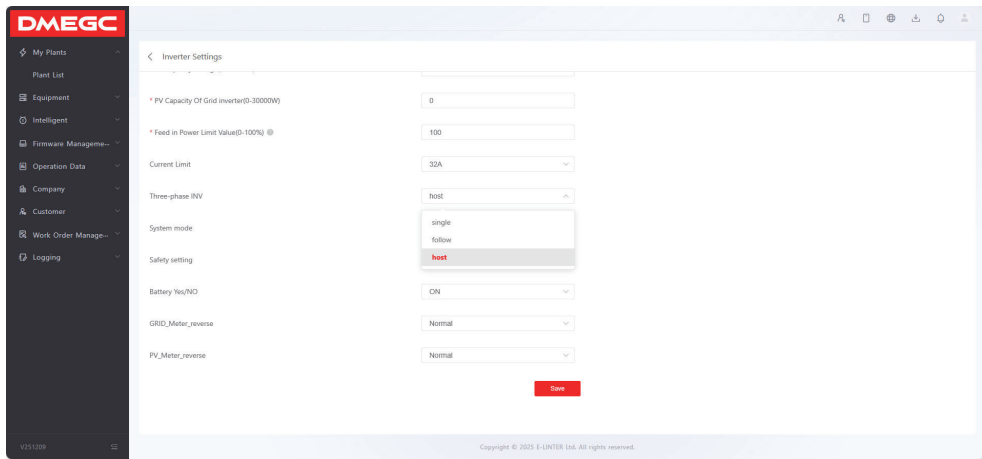 DMEGC
My Plants
Plant List
Equipment
Intelligent
Firmware Manageme--
Operation Data
Company
Customer
Work Order Manage--
Logging
V251209
Inverter Settings
* PV Capacity Of Grid inverter(0-30000W)
0
* Feed in Power Limit Value(0-100%)
100
Current Limit
32A
Three-phase INV
host
single
follow
host
System mode
Safety setting
Battery Yes/NO
ON
GRID_Meter_reverse
Normal
PV_Meter_reverse
Normal
Save
Copyright © 2025 E-LINTER Ltd. All rights reserved.